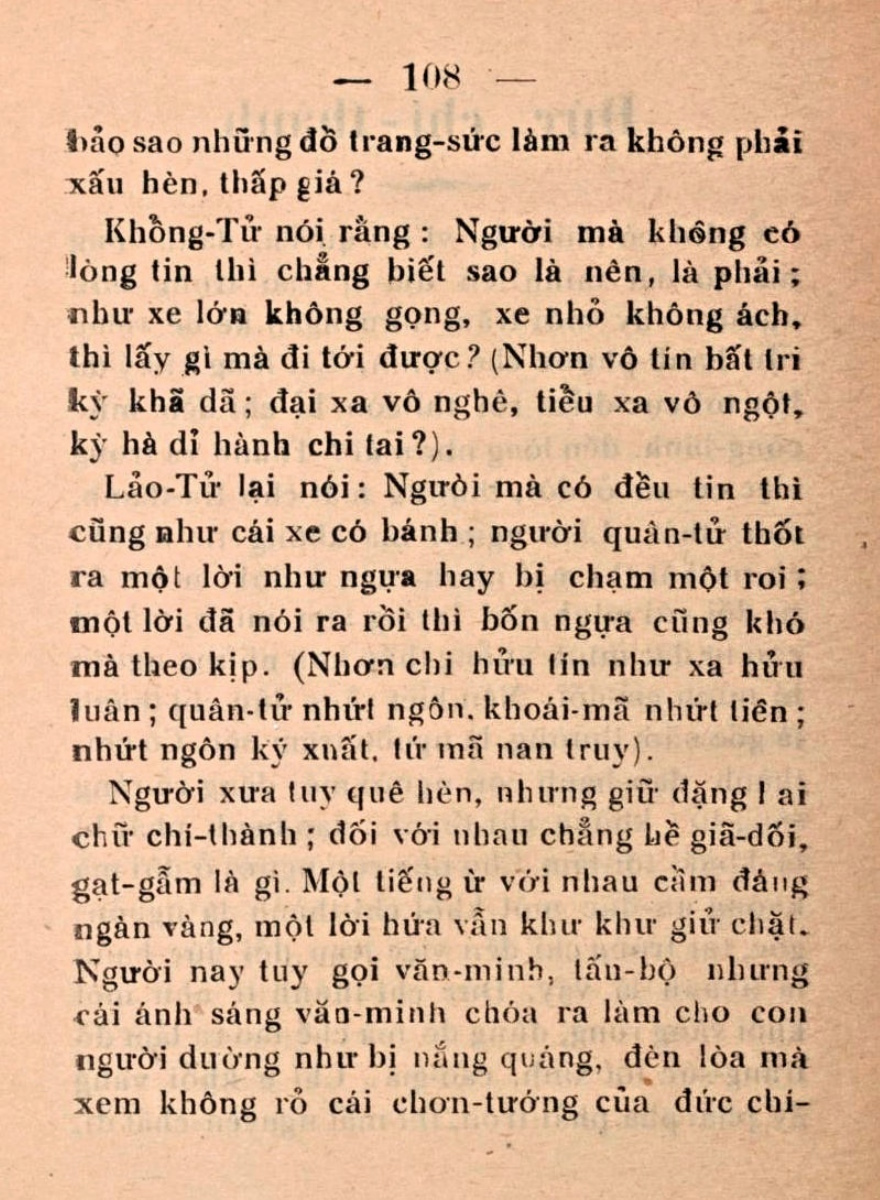 — 108 —
bảo sao những đồ trang-sức làm ra không phải
xấu hèn, thấp giá ?
Khổng-Tử nói rằng : Người mà không có
lòng tin thì chẳng biết sao là nên, là phải ;
như xe lớn không gọng, xe nhỏ không ách,
thì lấy gì mà đi tới được ? (Nhơn vô tín bất tri
kỳ khã dã ; đại xa vô nghê, tiểu xa vô ngột,
kỳ hà dĩ hành chi tai ?).
Lảo-Tử lại nói : Người mà có đều tin thì
cũng như cái xe có bánh ; người quân-tử thốt
ra một lời như ngựa hay bị chạm một roi ;
một lời đã nói ra rồi thì bốn ngựa cũng khó
mà theo kịp. (Nhơn chi hửu tín như xa hửu
luân ; quân-tử nhứt ngôn, khoái-mã nhứt tiên ;
nhứt ngôn ký xuất, tứ mã nan truy).
Người xưa tuy quê hèn, nhưng giữ đặng hai
chữ chí-thành ; đối với nhau chẳng hề giã-dối,
gạt-gẫm là gì. Một tiếng ừ với nhau cầm đáng
ngàn vàng, một lời hứa vẫn khư khư giử chặt.
Người nay tuy gọi văn-minh, tấn-bộ nhưng
cái ánh sáng văn-minh chóa ra làm cho con
người duờng như bị nắng quáng, đèn lòa mà
xem không rỏ cái chơn-tướng của đức chí-